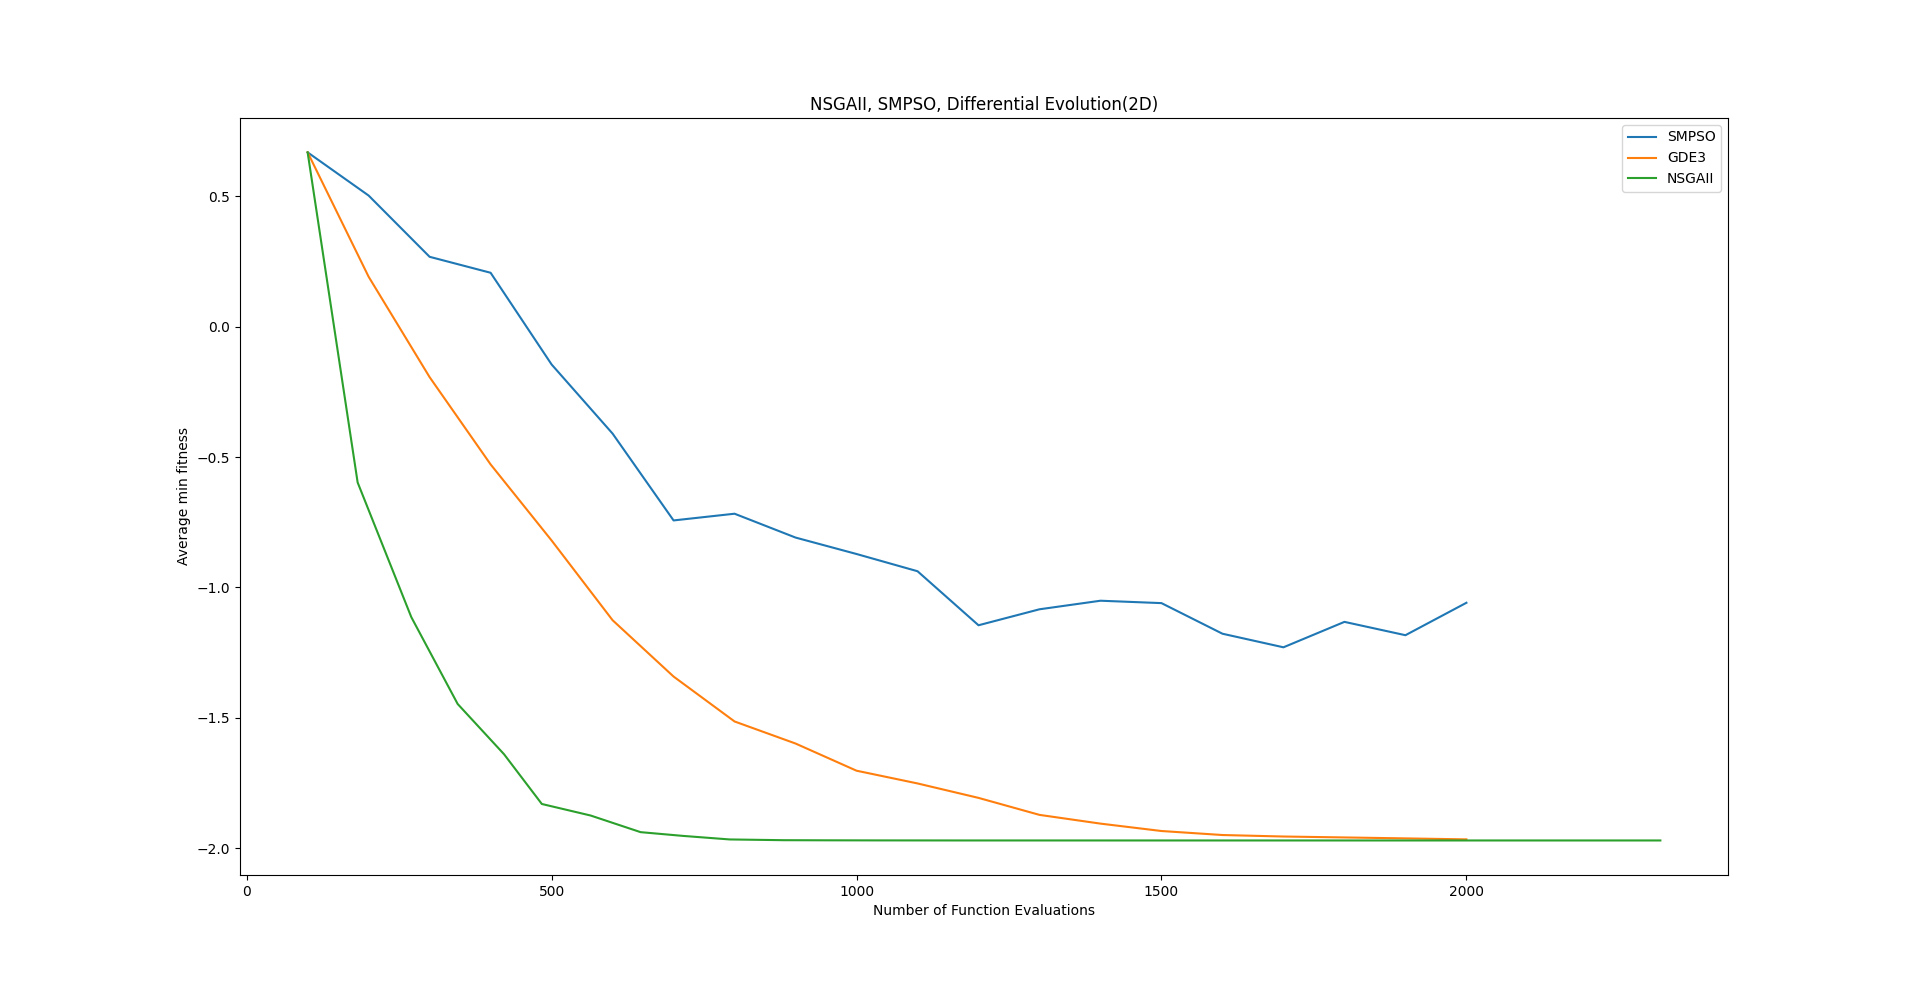 NSGAII, SMPSO, Differential Evolution(2D)
SMPSO
GDE3
NSGAII
Average min fitness
0.5
0.0
−0.5
−1.0
−1.5
−2.0
0 500 1000 1500 2000
Number of Function Evaluations